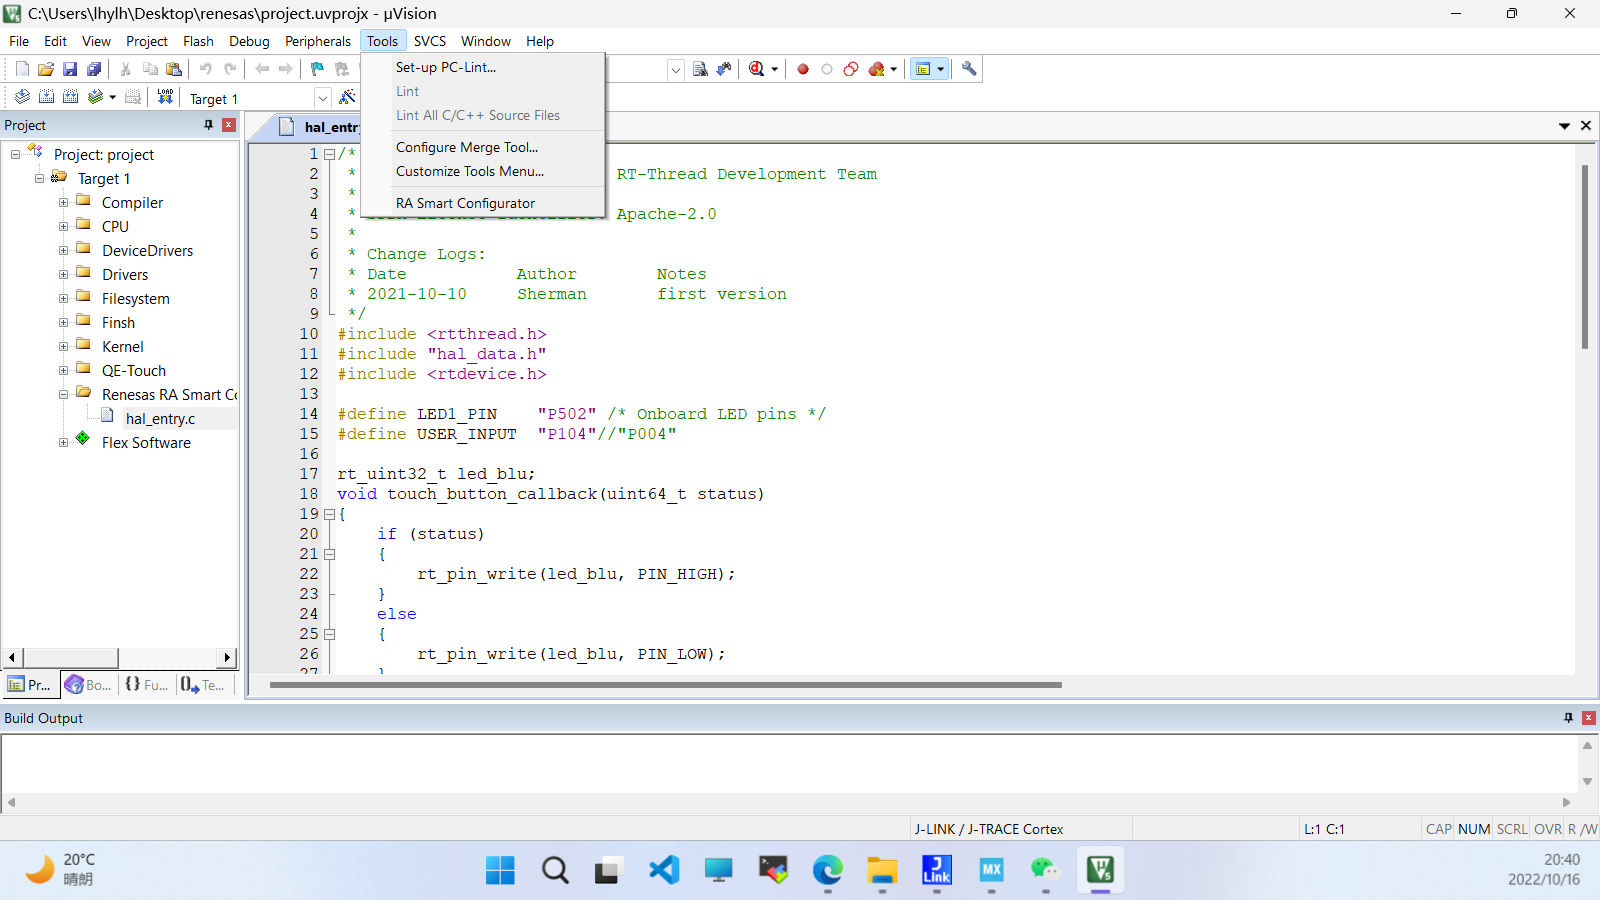 C:\Users\lhylh\Desktop\renesas\project.uvprojx - µVision
File Edit View Project Flash Debug Peripherals Tools SVCS Window Help
Set-up PC-Lint...
Lint
Lint All C/C++ Source Files
Configure Merge Tool...
Customize Tools Menu...
RA Smart Configurator
LOAD
Target 1
Project
Project: project
Target 1
Compiler
CPU
DeviceDrivers
Drivers
Filesystem
Finsh
Kernel
QE-Touch
Renesas RA Smart Co
hal_entry.c
Flex Software
Pr... Bo... {} Fu... Te...
hal_entry
1 /*
2 * RT-Thread Development Team
3 *
4 * Apache-2.0
5 *
6 * Change Logs:
7 * Date Author Notes
8 * 2021-10-10 Sherman first version
9 */
10 #include <rtthread.h>
11 #include "hal_data.h"
12 #include <rtdevice.h>
13
14 #define LED1_PIN "P502" /* Onboard LED pins */
15 #define USER_INPUT "P104"//"P004"
16
17 rt_uint32_t led_blu;
18 void touch_button_callback(uint64_t status)
19 {
20 if (status)
21 {
22 rt_pin_write(led_blu, PIN_HIGH);
23 }
24 else
25 {
26 rt_pin_write(led_blu, PIN_LOW);
27 }
Build Output
J-LINK / J-TRACE Cortex L:1 C:1 CAP NUM SCRL OVR R /W
20°C
晴朗
J Link
MX
20:40
2022/10/16